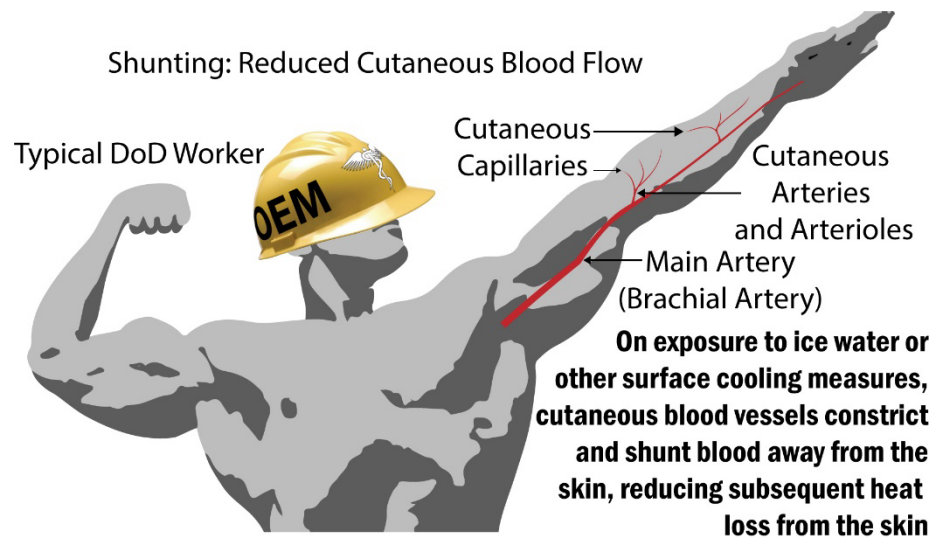 Shunting: Reduced Cutaneous Blood Flow
Typical DoD Worker
OEM
Cutaneous
Capillaries
Cutaneous
Arteries
and Arterioles
Main Artery
(Brachial Artery)
On exposure to ice water or
other surface cooling measures,
cutaneous blood vessels constrict
and shunt blood away from the
skin, reducing subsequent heat
loss from the skin